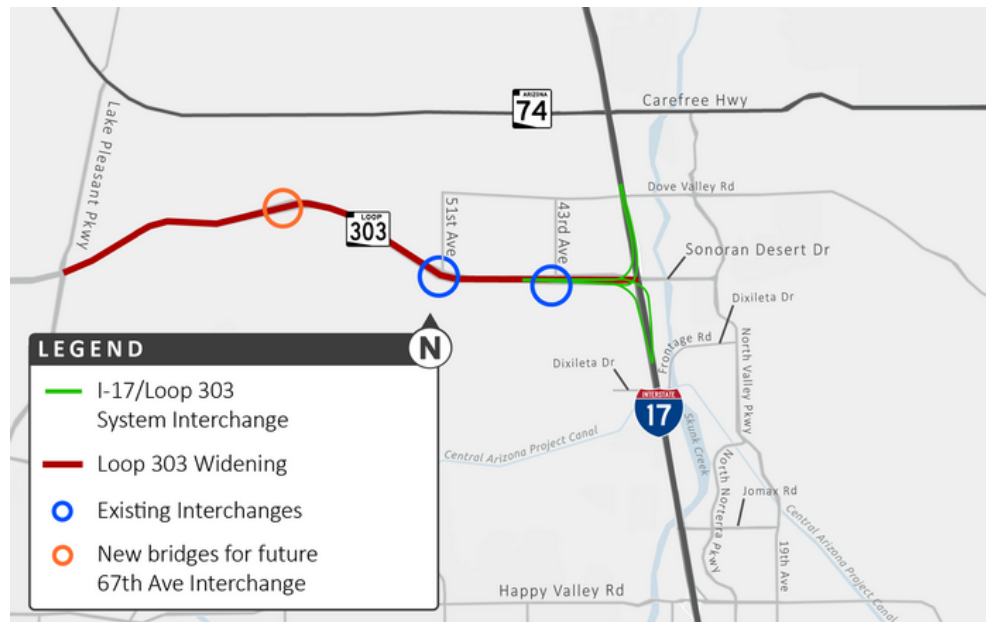 ARIZONA
74
Carefree Hwy
Lake Pleasant Pkwy
Dove Valley Rd
51st Ave
43rd Ave
LOOP
303
Sonoran Desert Dr
Dixileta Dr
Frontage Rd
North Valley Pkwy
Dixileta Dr
INTERSTATE
17
Skunk Creek
Central Arizona Project Canal
North Norterra Pkwy
Jomax Rd
19th Ave
Central Arizona Project Canal
Happy Valley Rd
LEGEND
N
I-17/Loop 303
System Interchange
Loop 303 Widening
Existing Interchanges
New bridges for future
67th Ave Interchange